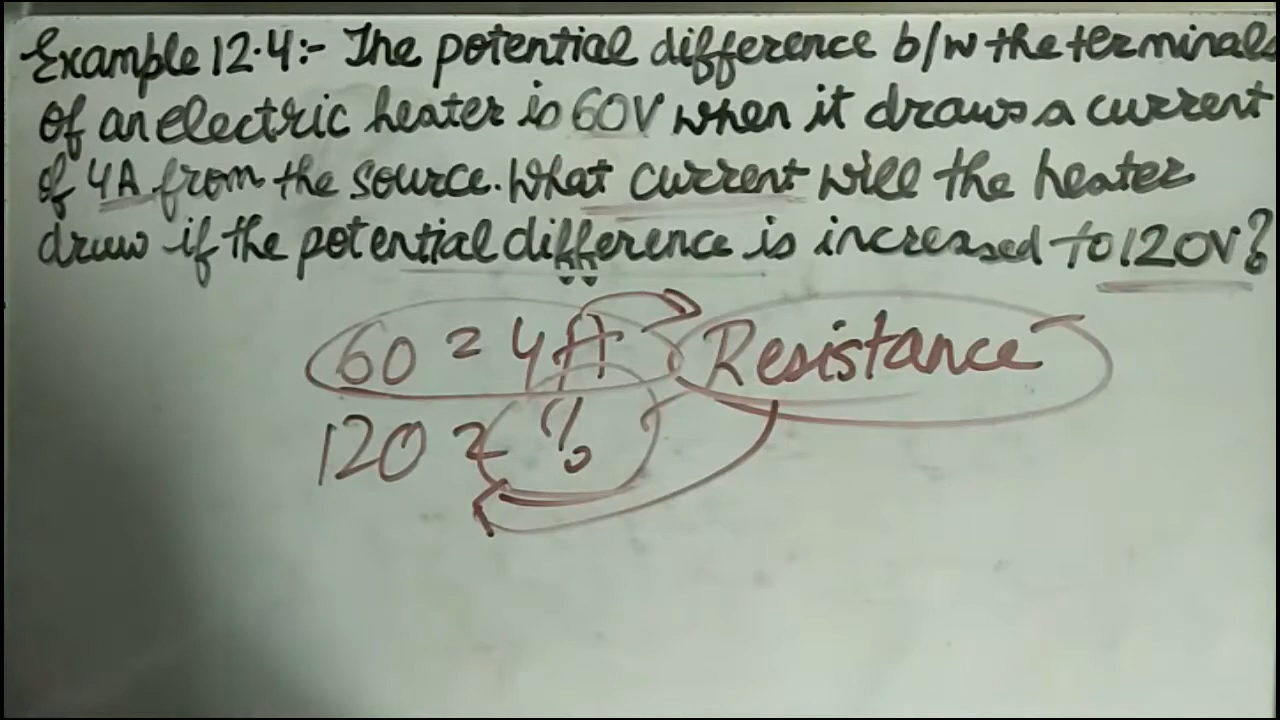 Example 12.4:- The potential difference b/w the terminals
of an electric heater is 60V when it draws a current
of 4A from the source. What current will the heater
draw if the potential difference is increased to 120V?
60 = 4A Resistance
120 = ?